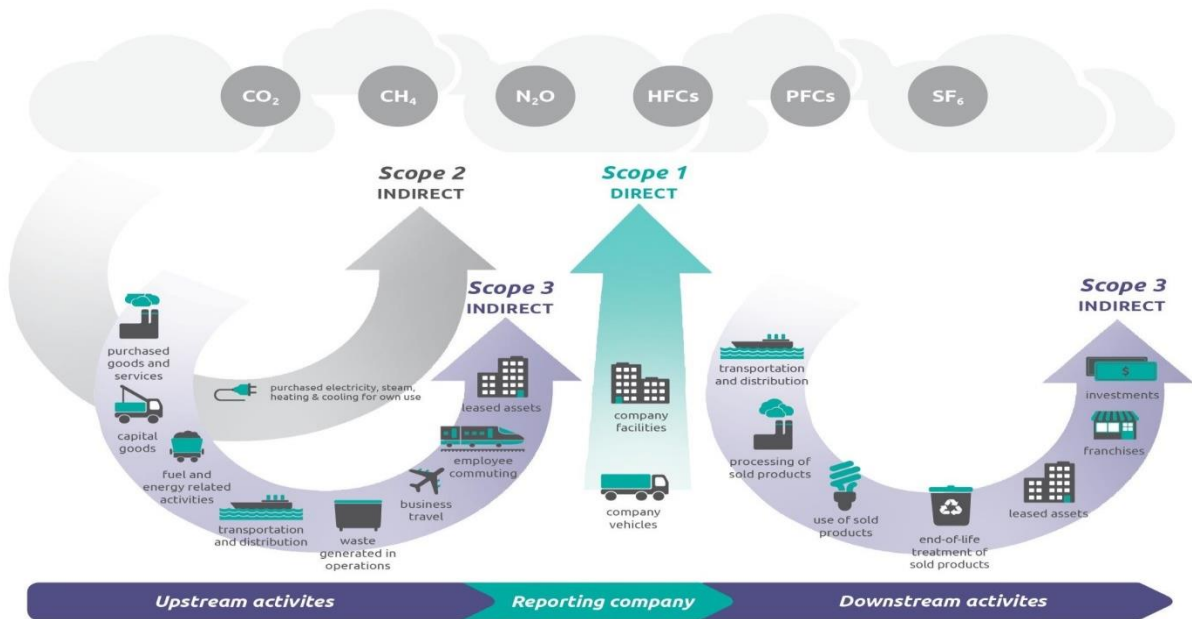 CO₂
CH₄
N₂O
HFCs
PFCs
SF₆
Scope 2
INDIRECT
Scope 1
DIRECT
Scope 3
INDIRECT
Scope 3
INDIRECT
purchased
goods and
services
capital
goods
fuel and
energy related
activities
transportation
and distribution
waste
generated in
operations
business
travel
employee
commuting
leased assets
purchased electricity, steam,
heating & cooling for own use
company
facilities
company
vehicles
transportation
and distribution
processing of
sold products
use of sold
products
end-of-life
treatment of
sold products
leased assets
franchises
$
investments
Upstream activites
Reporting company
Downstream activites